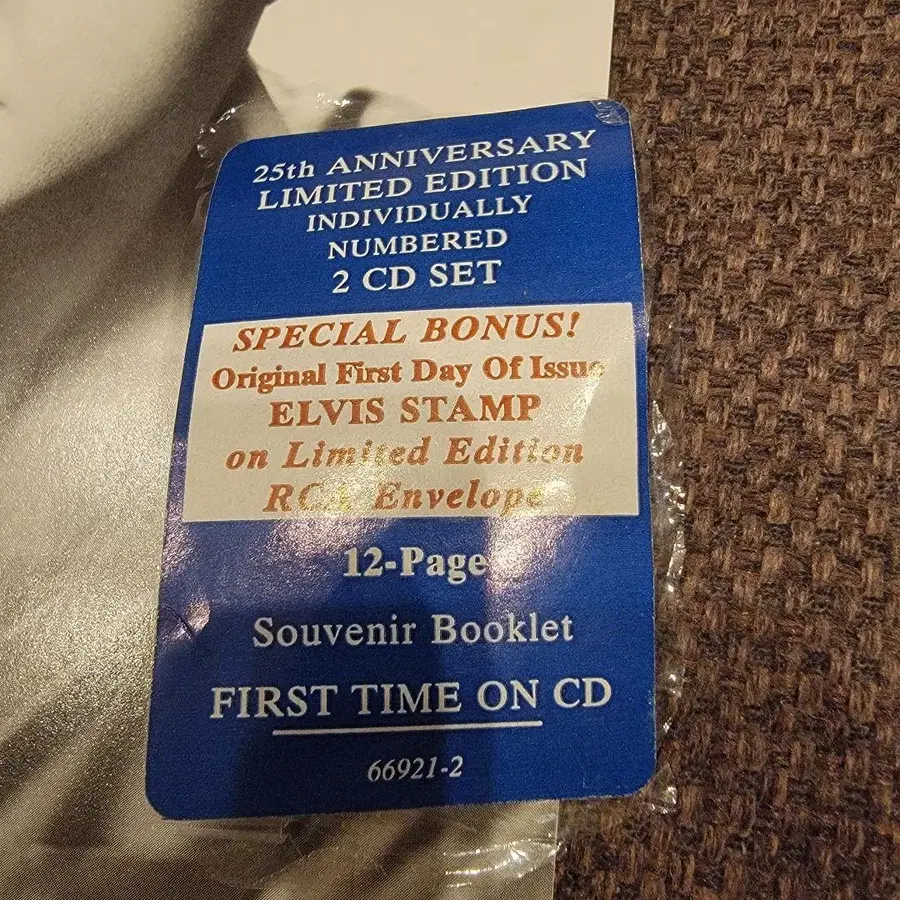 25th ANNIVERSARY
LIMITED EDITION
INDIVIDUALLY
NUMBERED
2 CD SET
SPECIAL BONUS!
Original First Day Of Issue
ELVIS STAMP
on Limited Edition
RCA Envelope
12-Page
Souvenir Booklet
FIRST TIME ON CD
66921-2